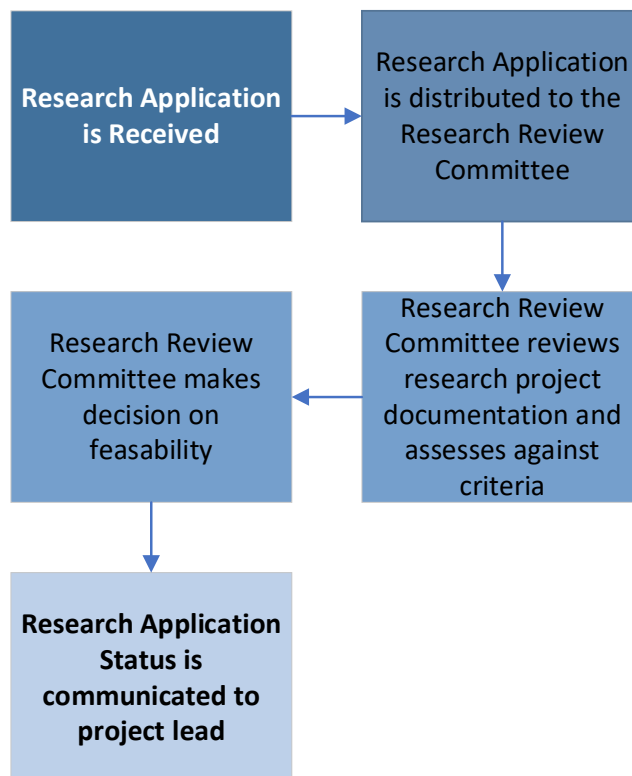 Research Application
is Received
Research Application
is distributed to the
Research Review
Committee
Research Review
Committee reviews
research project
documentation and
assesses against
criteria
Research Review
Committee makes
decision on
feasability
Research Application
Status is
communicated to
project lead